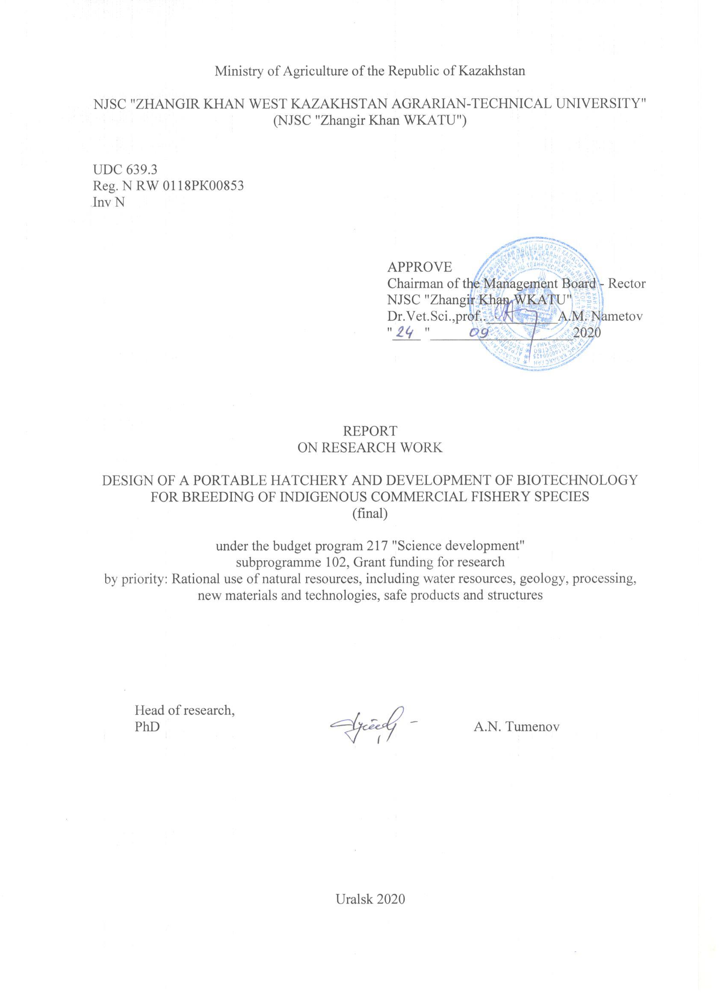 Ministry of Agriculture of the Republic of Kazakhstan
NJSC "ZHANGIR KHAN WEST KAZAKHSTAN AGRARIAN-TECHNICAL UNIVERSITY"
(NJSC "Zhangir Khan WKATU")
UDC 639.3
Reg. N RW 0118РК00853
Inv N
APPROVE
Chairman of the Management Board - Rector
NJSC "Zhangir Khan WKATU"
Dr.Vet.Sci.,prof..__________A.M. Nametov
"24" 09 2020
REPORT
ON RESEARCH WORK
DESIGN OF A PORTABLE HATCHERY AND DEVELOPMENT OF BIOTECHNOLOGY
FOR BREEDING OF INDIGENOUS COMMERCIAL FISHERY SPECIES
(final)
under the budget program 217 "Science development"
subprogramme 102, Grant funding for research
by priority: Rational use of natural resources, including water resources, geology, processing,
new materials and technologies, safe products and structures
Head of research,
PhD A.N. Tumenov
Uralsk 2020